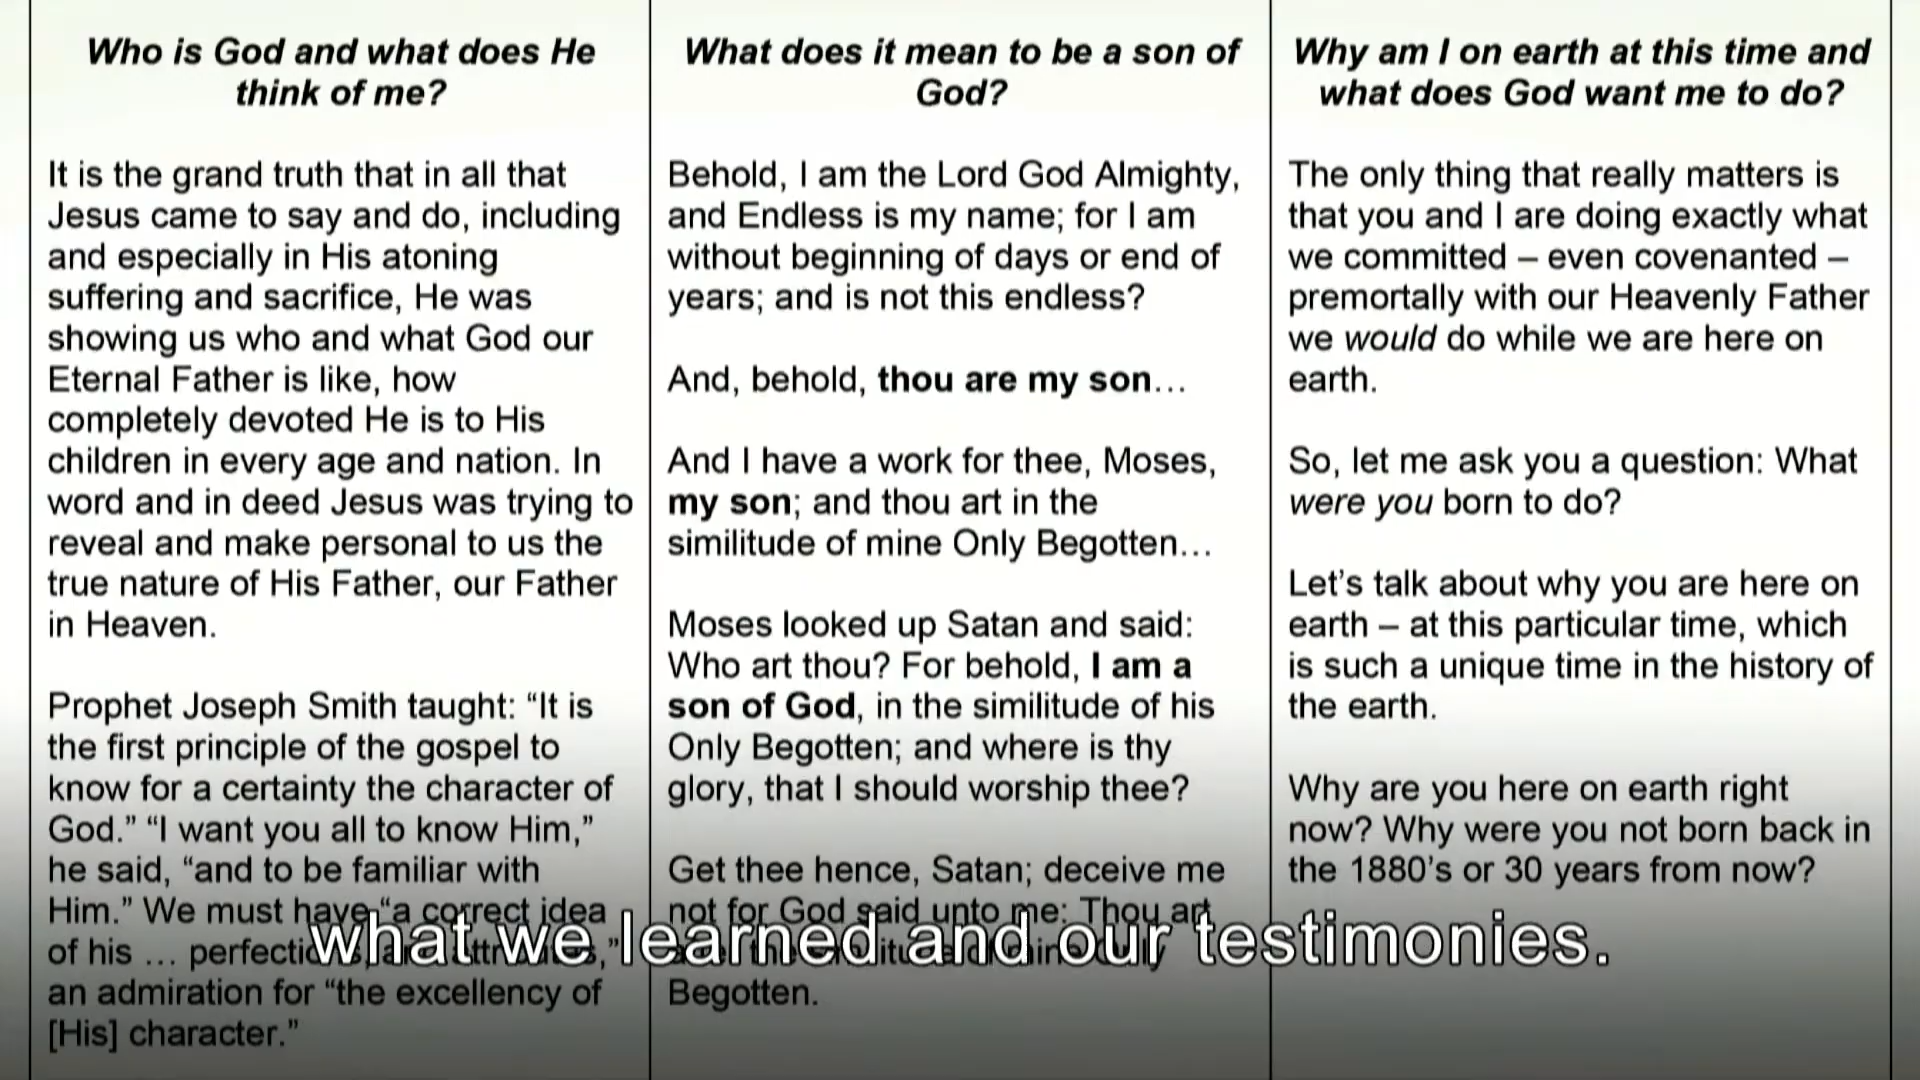 Who is God and what does He
think of me?
It is the grand truth that in all that
Jesus came to say and do, including
and especially in His atoning
suffering and sacrifice, He was
showing us who and what God our
Eternal Father is like, how
completely devoted He is to His
children in every age and nation. In
word and in deed Jesus was trying to
reveal and make personal to us the
true nature of His Father, our Father
in Heaven.
Prophet Joseph Smith taught: “It is
the first principle of the gospel to
know for a certainty the character of
God.” “I want you all to know Him,”
he said, “and to be familiar with
Him.” We must have “a correct idea
of his …
an admiration for “the excellency of
[His] character.”
What does it mean to be a son of
God?
Behold, I am the Lord God Almighty,
and Endless is my name; for I am
without beginning of days or end of
years; and is not this endless?
And, behold, thou are my son…
And I have a work for thee, Moses,
my son; and thou art in the
similitude of mine Only Begotten…
Moses looked up Satan and said:
Who art thou? For behold, I am a
son of God, in the similitude of his
Only Begotten; and where is thy
glory, that I should worship thee?
Get thee hence, Satan; deceive me
not for God said unto me: Thou art
Begotten.
Why am I on earth at this time and
what does God want me to do?
The only thing that really matters is
that you and I are doing exactly what
we committed – even covenanted –
premortally with our Heavenly Father
we would do while we are here on
earth.
So, let me ask you a question: What
were you born to do?
Let’s talk about why you are here on
earth – at this particular time, which
is such a unique time in the history of
the earth.
Why are you here on earth right
now? Why were you not born back in
the 1880’s or 30 years from now?
what we learned and our testimonies.